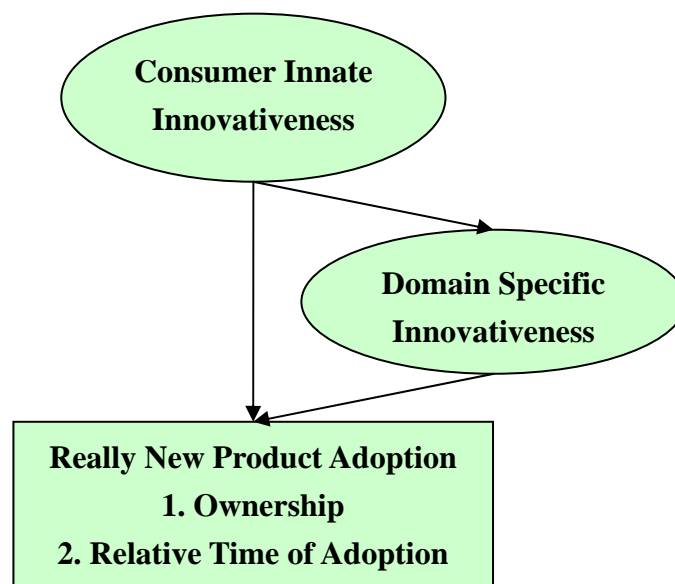 Consumer Innate
Innovativeness
Domain Specific
Innovativeness
Really New Product Adoption
1. Ownership
2. Relative Time of Adoption